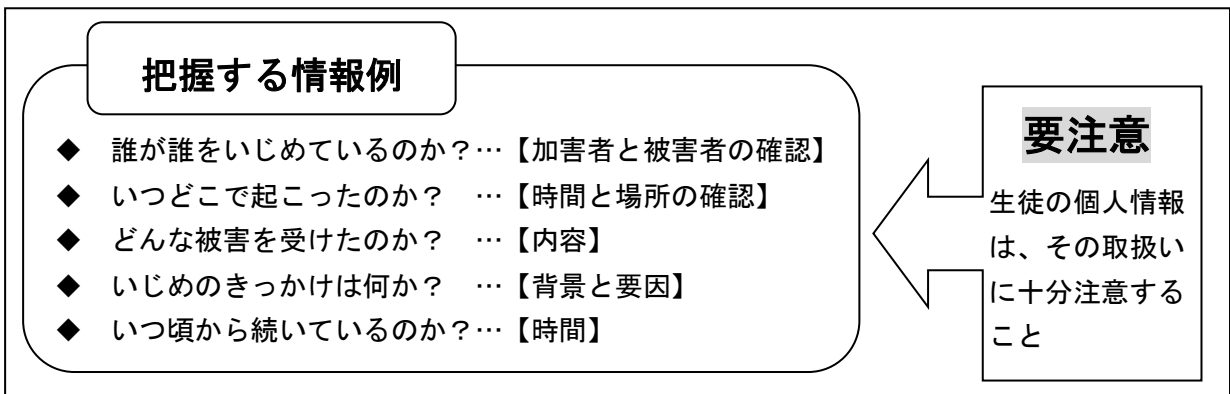 把握する情報例
◆ 誰が誰をいじめているのか？…【加害者と被害者の確認】
◆ いつどこで起こったのか？ …【時間と場所の確認】
◆ どんな被害を受けたのか？ …【内容】
◆ いじめのきっかけは何か？ …【背景と要因】
◆ いつ頃から続いているのか？…【時間】
要注意
生徒の個人情報
は、その取扱い
に十分注意する
こと